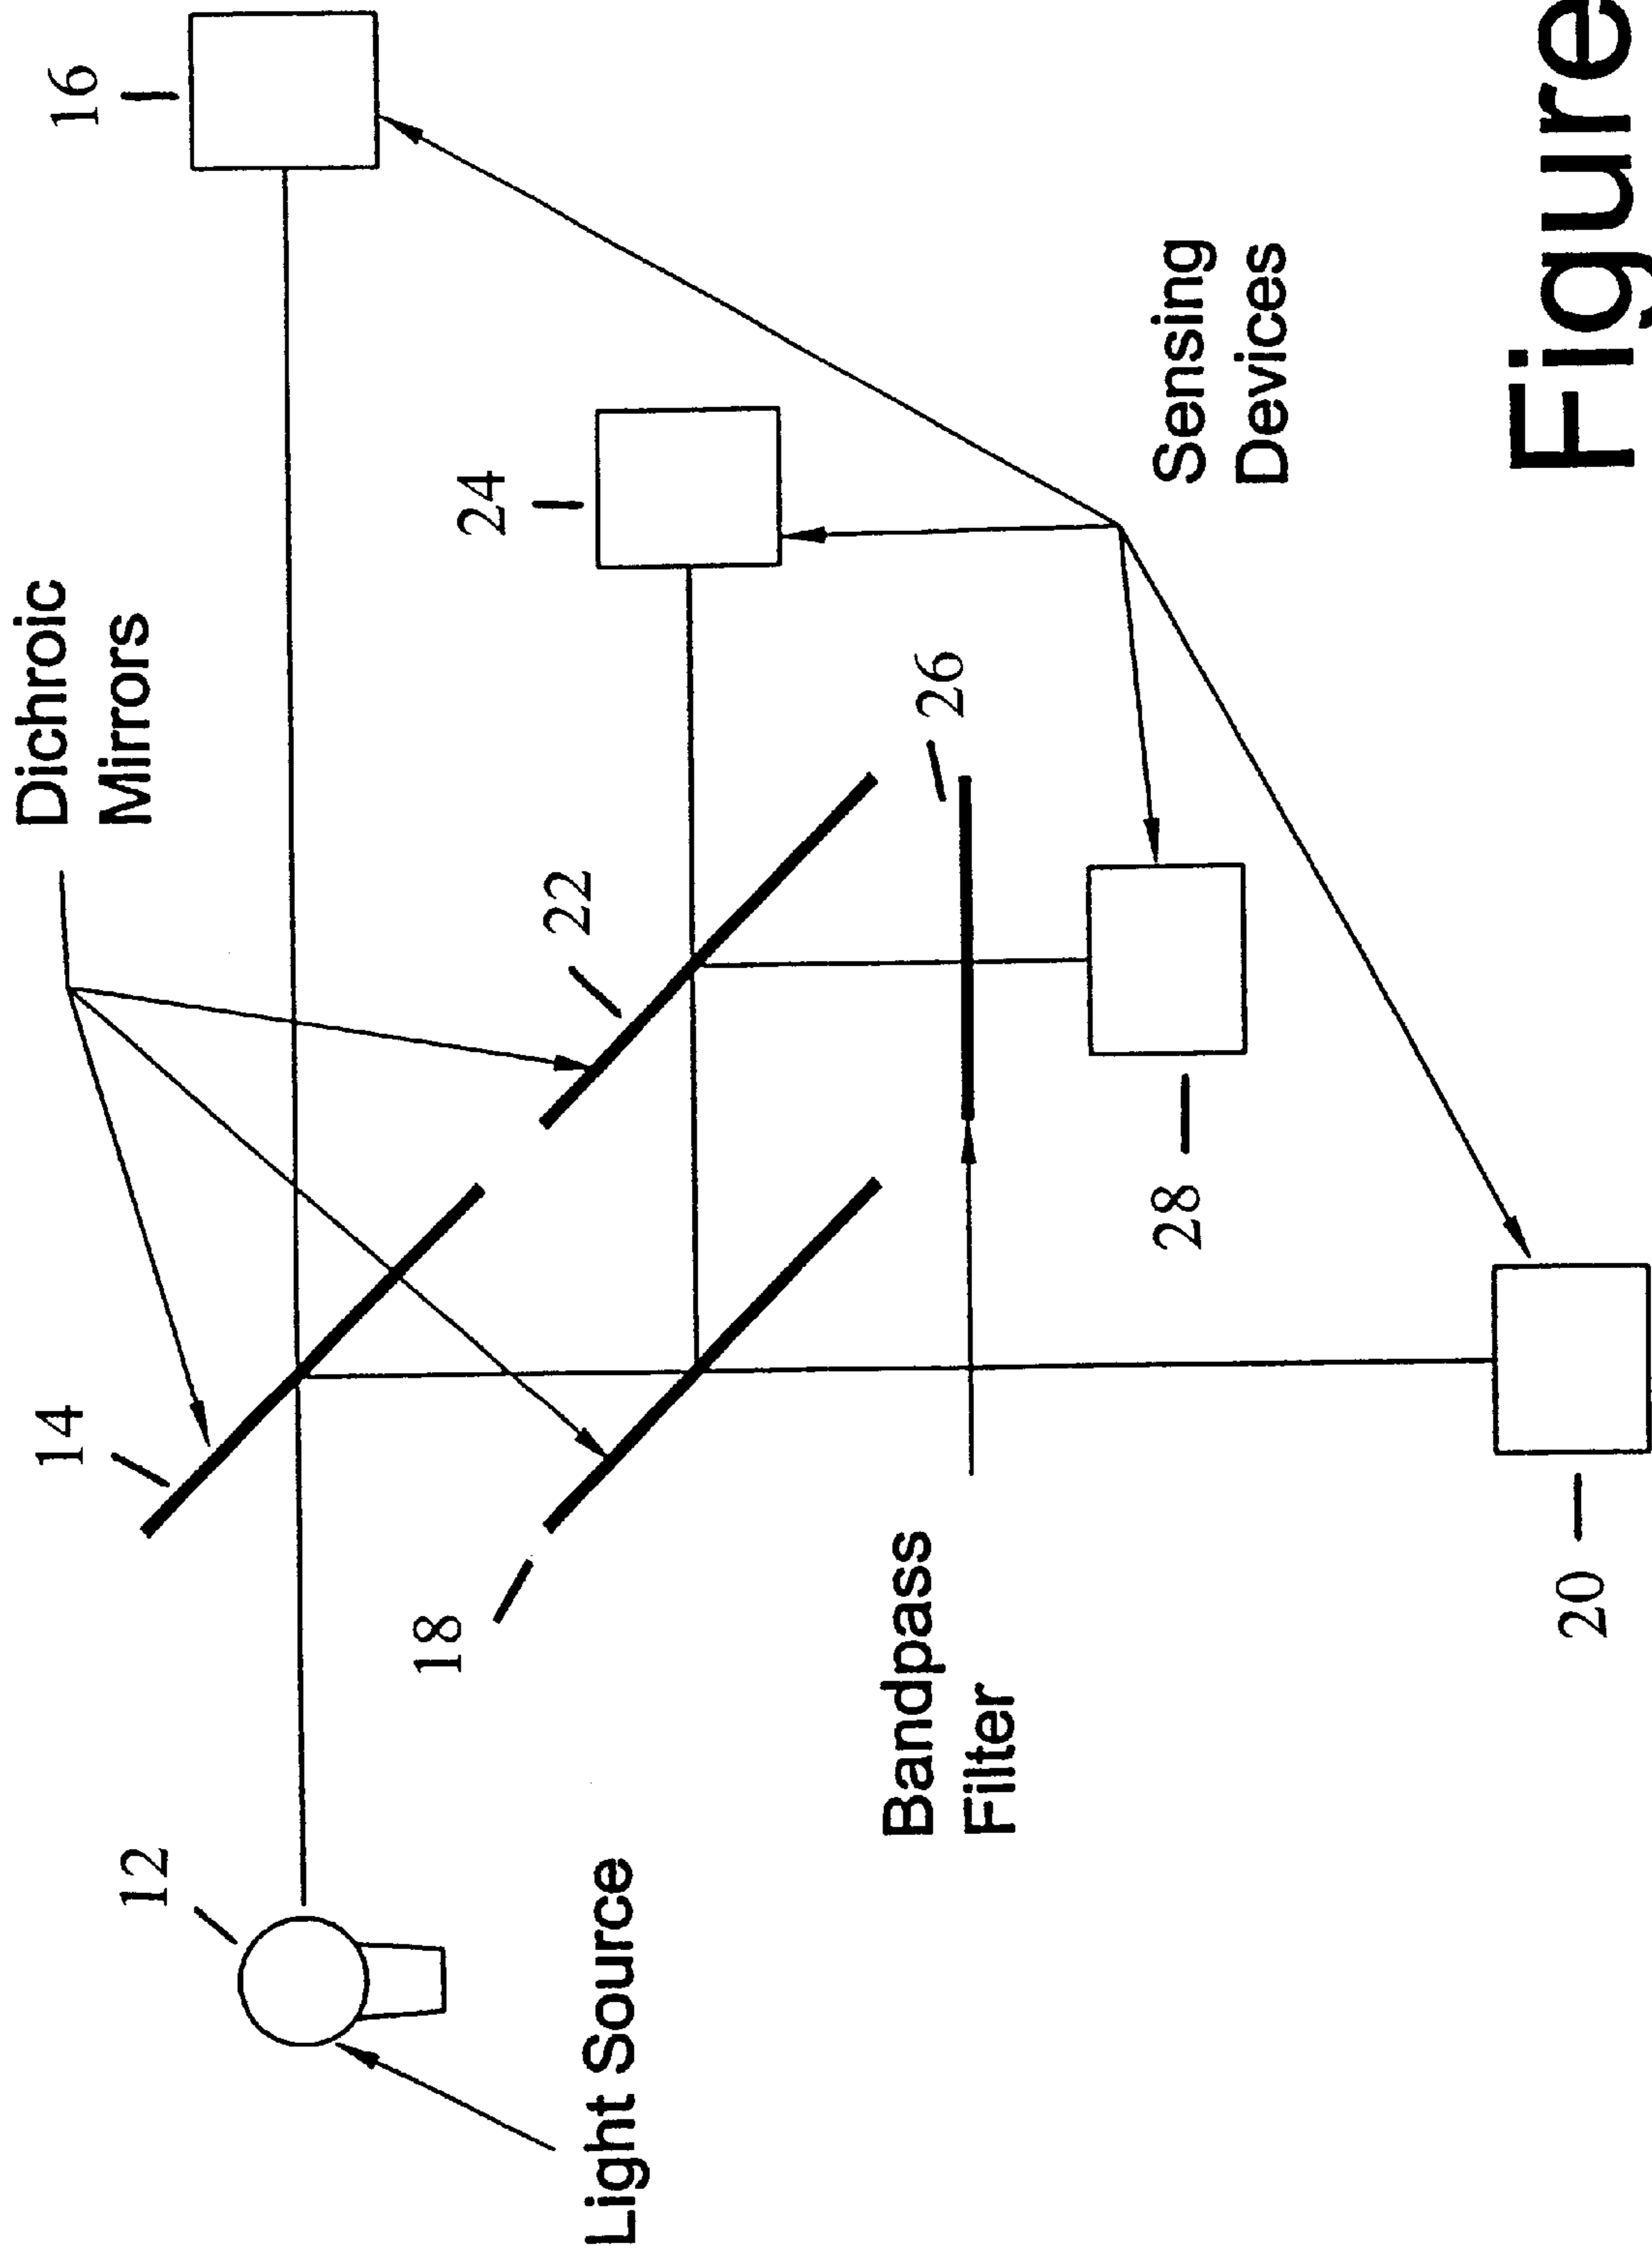 Dichroic
Mirrors
12
14
16
18
22
24
26
28
20
Light Source
Bandpass
Filter
Sensing
Devices
Figure